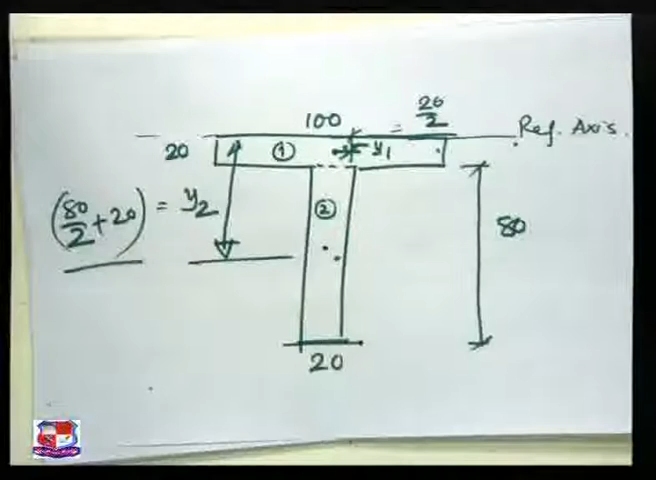 100
20/2
=
Ref. Axis.
20
①
y1
(80/2 + 20) = y2
②
80
20